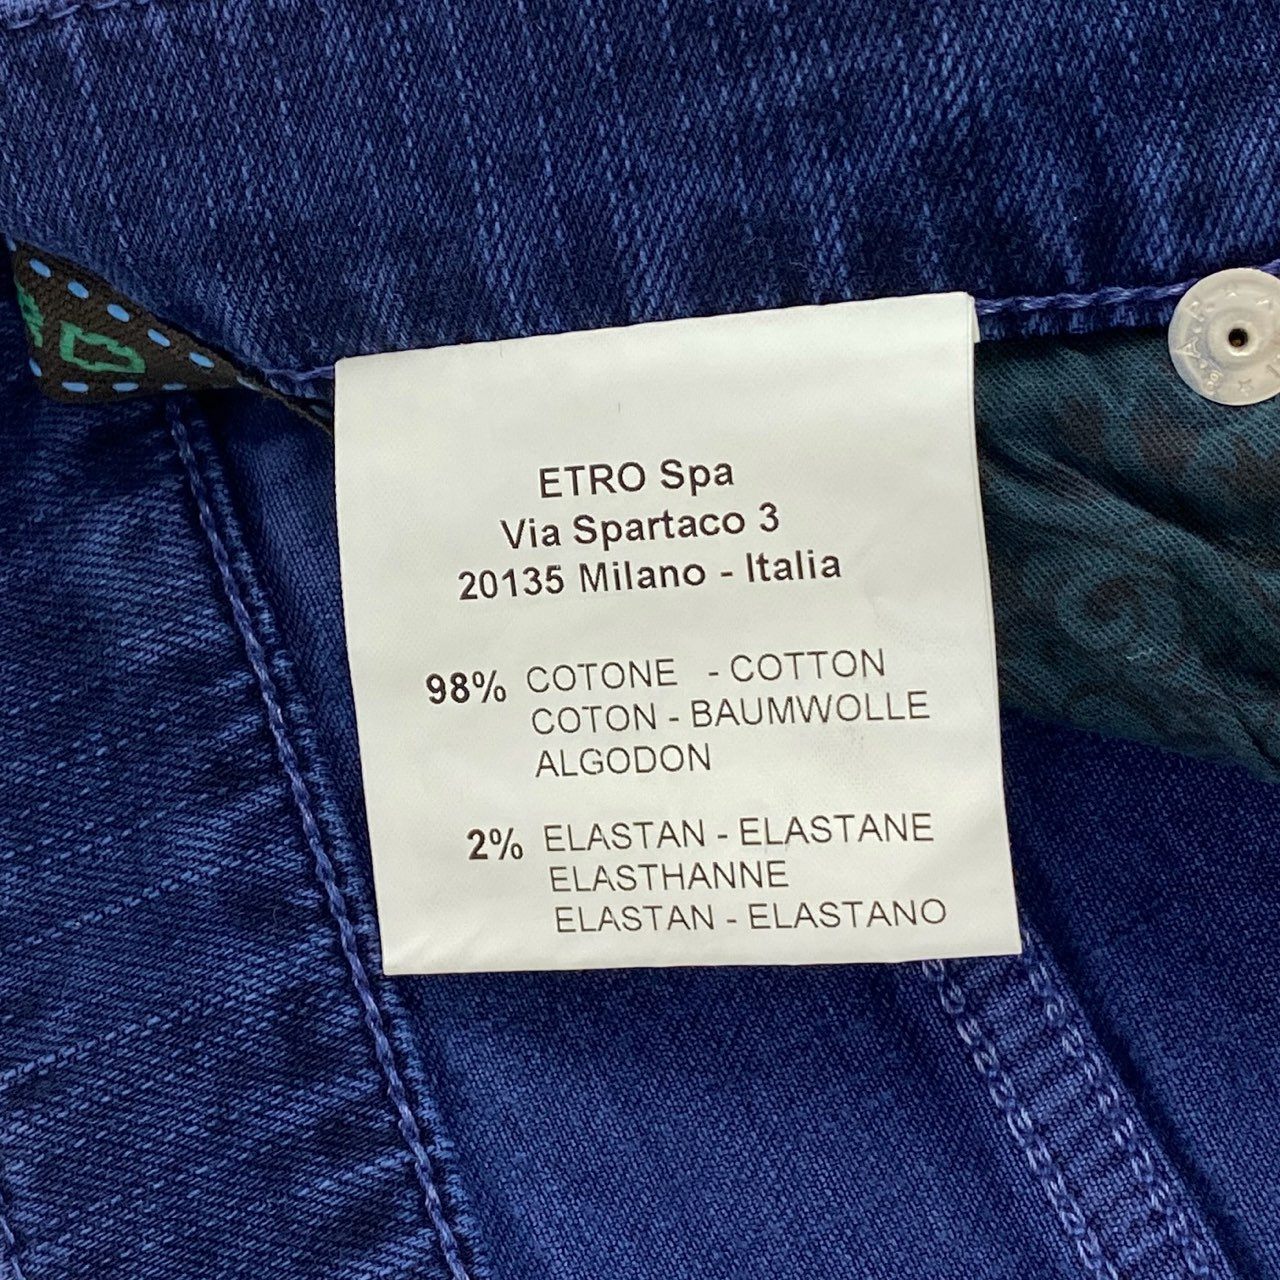 ETRO Spa
Via Spartaco 3
20135 Milano - Italia
98% COTONE - COTTON
COTON - BAUMWOLLE
ALGODON
2% ELASTAN - ELASTANE
ELASTHANNE
ELASTAN - ELASTANO